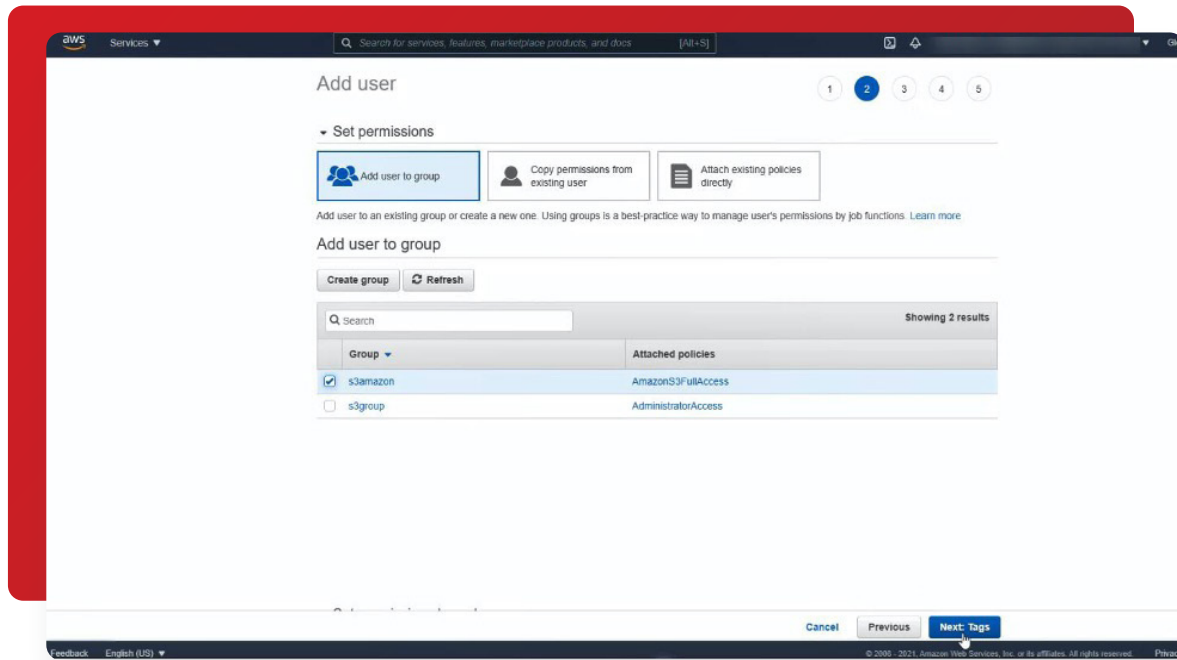 aws Services ▼ Search for services, features, marketplace products, and docs [Alt+S]
Add user
1 2 3 4 5
Set permissions
Add user to group
Copy permissions from
existing user
Attach existing policies
directly
Add user to an existing group or create a new one. Using groups is a best-practice way to manage user's permissions by job functions. Learn more
Add user to group
Create group Refresh
Search Showing 2 results
Group Attached policies
s3amazon AmazonS3FullAccess
s3group AdministratorAccess
Cancel Previous Next: Tags
Feedback English (US) ▼ © 2008 - 2021, Amazon Web Services, Inc. or its affiliates. All rights reserved.